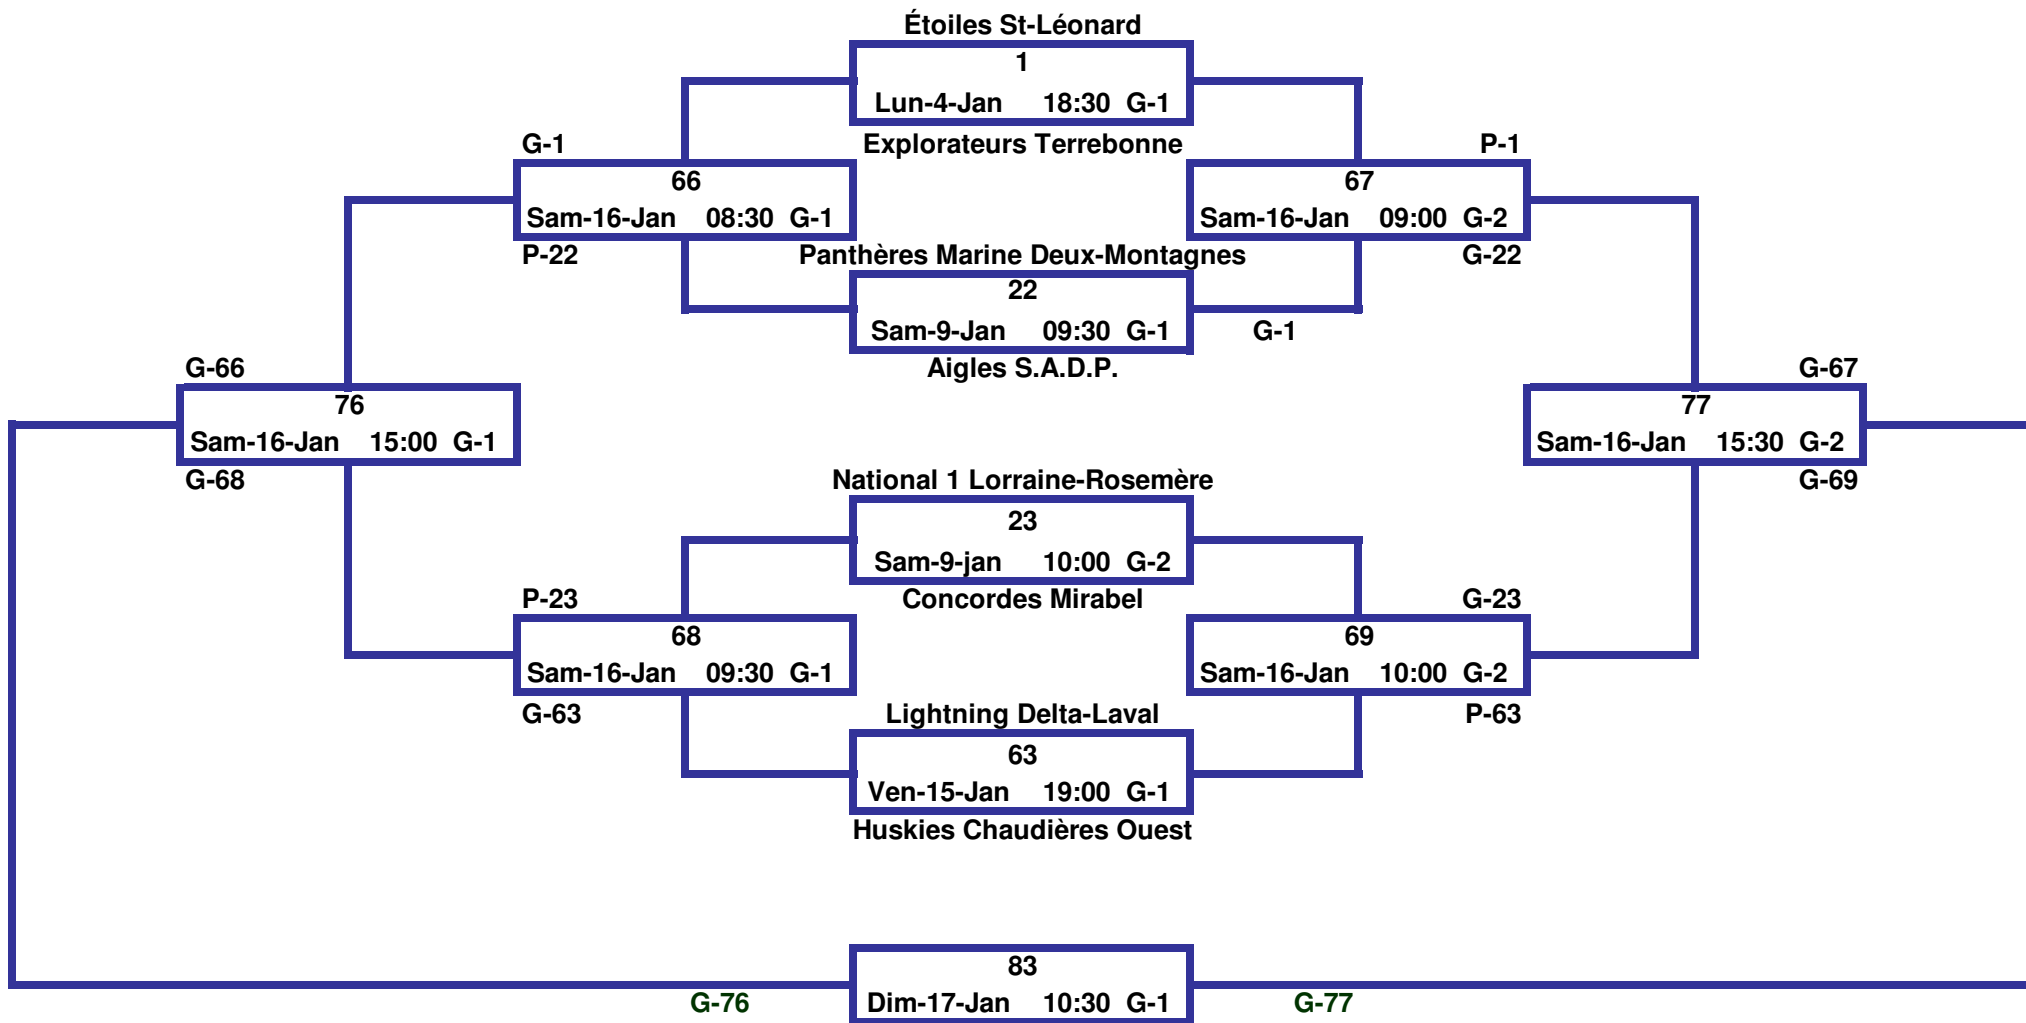 Étoiles St-Léonard
1
Lun-4-Jan 18:30 G-1
Explorateurs Terrebonne
G-1
P-1
66
67
Sam-16-Jan 08:30 G-1
Sam-16-Jan 09:00 G-2
P-22
Panthères Marine Deux-Montagnes
G-22
22
Sam-9-Jan 09:30 G-1
G-1
Aigles S.A.D.P.
G-66
G-67
76
77
Sam-16-Jan 15:00 G-1
Sam-16-Jan 15:30 G-2
G-68
National 1 Lorraine-Rosemère
G-69
23
Sam-9-jan 10:00 G-2
P-23
Concordes Mirabel
G-23
68
69
Sam-16-Jan 09:30 G-1
Sam-16-Jan 10:00 G-2
G-63
Lightning Delta-Laval
P-63
63
Ven-15-Jan 19:00 G-1
Huskies Chaudières Ouest
83
G-76
Dim-17-Jan 10:30 G-1
G-77